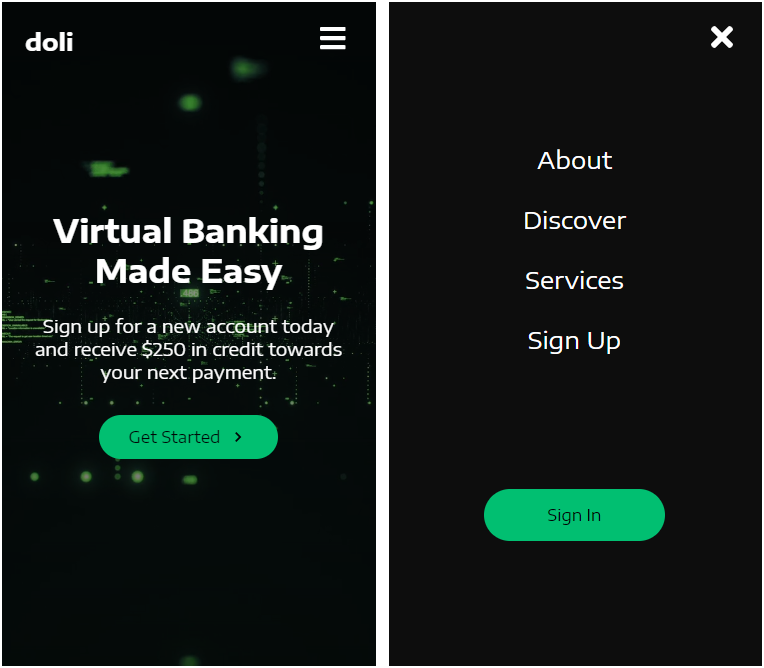 doli
Virtual Banking
Made Easy
Sign up for a new account today
and receive $250 in credit towards
your next payment.
Get Started
About
Discover
Services
Sign Up
Sign In